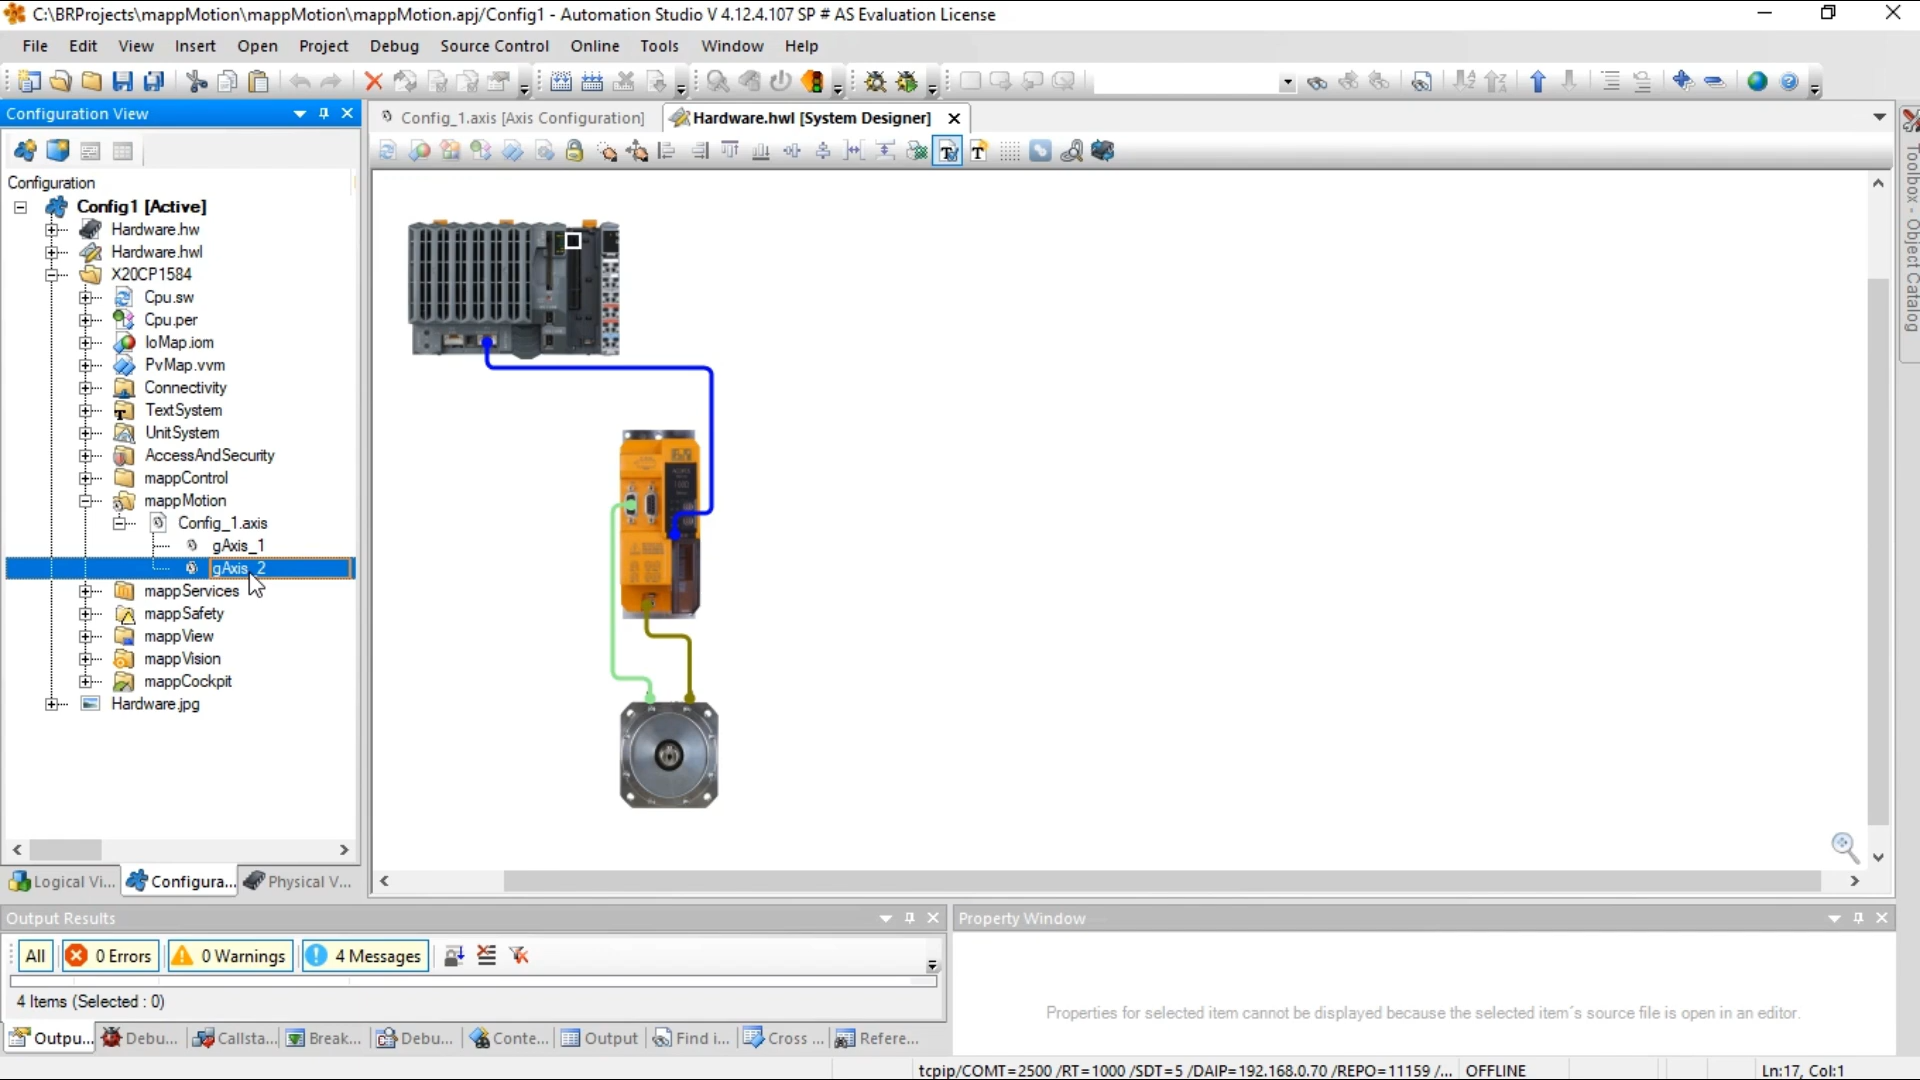 C:\BRProjects\mappMotion\mappMotion\mappMotion.apj/Config1 - Automation Studio V 4.12.4.107 SP # AS Evaluation License
File Edit View Insert Open Project Debug Source Control Online Tools Window Help
Configuration View
Config_1.axis [Axis Configuration]
Hardware.hwl [System Designer]
Configuration
Config1 [Active]
Hardware.hw
Hardware.hwl
X20CP1584
Cpu.sw
Cpu.per
IoMap.iom
PvMap.vvm
Connectivity
TextSystem
UnitSystem
AccessAndSecurity
mappControl
mappMotion
Config_1.axis
gAxis_1
gAxis_2
mappServices
mappSafety
mappView
mappVision
mappCockpit
Hardware.jpg
Toolbox - Object Catalog
Logical Vi... Configura... Physical V...
Output Results
Property Window
All 0 Errors 0 Warnings 4 Messages
4 Items (Selected : 0)
Properties for selected item cannot be displayed because the selected item´s source file is open in an editor.
Outpu... Debu... Callsta... Break... Debu... Conte... Output Find i... Cross ... Refere...
tcpip/COMT=2500 /RT=1000 /SDT=5 /DAIP=192.168.0.70 /REPO=11159 /... OFFLINE Ln:17, Col:1